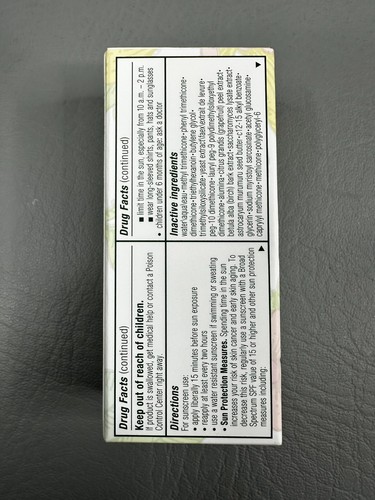 Drug Facts (continued)
Keep out of reach of children.
If product is swallowed, get medical help or contact a Poison
Control Center right away.
Directions
For sunscreen use:
• apply liberally 15 minutes before sun exposure
• reapply at least every two hours
• use a water resistant sunscreen if swimming or sweating
• Sun Protection Measures. Spending time in the sun
increases your risk of skin cancer and early skin aging. To
decrease this risk, regularly use a sunscreen with a Broad
Spectrum SPF value of 15 or higher and other sun protection
measures including:
Drug Facts (continued)
■ limit time in the sun, especially from 10 a.m. – 2 p.m.
■ wear long-sleeved shirts, pants, hats and sunglasses
• children under 6 months of age: ask a doctor
Inactive ingredients
water\aqua\eau•methyl trimethicone•phenyl trimethicone•
dimethicone•triethylhexanoin•butylene glycol•
trimethylsiloxysilicate•yeast extract\faex\extrait de levure•
peg-10 dimethicone•lauryl peg-9 polydimethylsiloxyethyl
dimethicone•alumina•citrus grandis (grapefruit) peel extract•
betula alba (birch) bark extract•saccharomyces lysate extract•
astrocaryum murumuru seed butter•c12-15 alkyl benzoate•
glycerin•sodium myristoyl sarcosinate•acetyl glucosamine•
caprylyl methicone•methicone•polyglyceryl-6